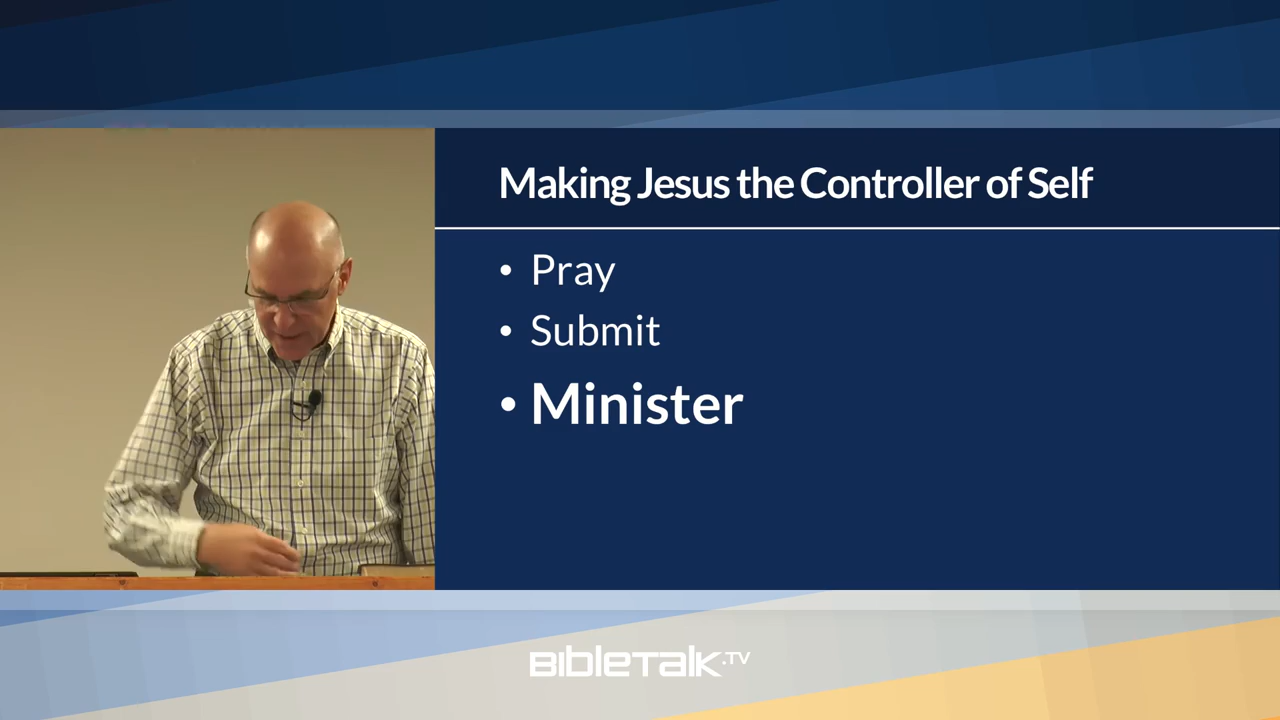 Making Jesus the Controller of Self
• Pray
• Submit
• Minister
BIBLETALK.TV